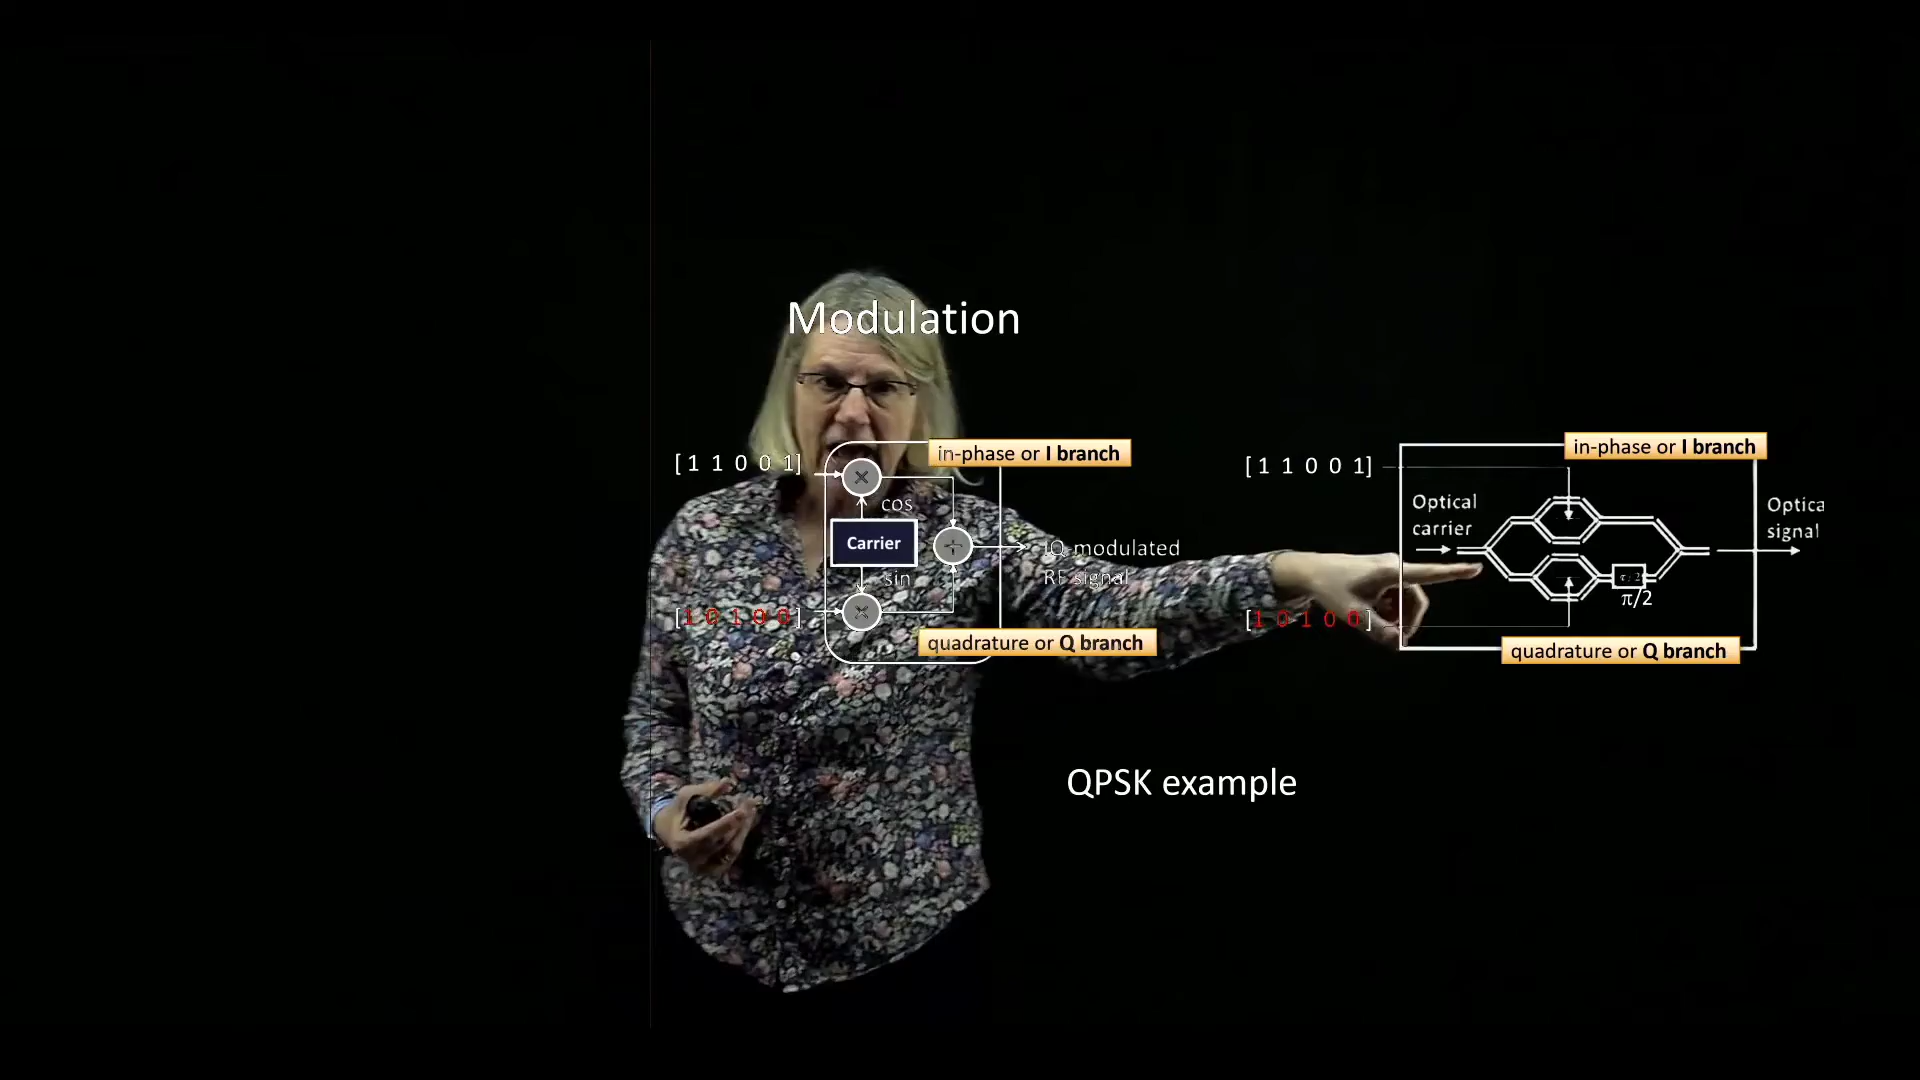 Modulation
[1 1 0 0 1]
in-phase or I branch
cos
Carrier
sin
IQ modulated
RF signal
[1 0 1 0 0]
quadrature or Q branch
[1 1 0 0 1]
in-phase or I branch
Optical
carrier
Optica
signal
π/2
[1 0 1 0 0]
quadrature or Q branch
QPSK example